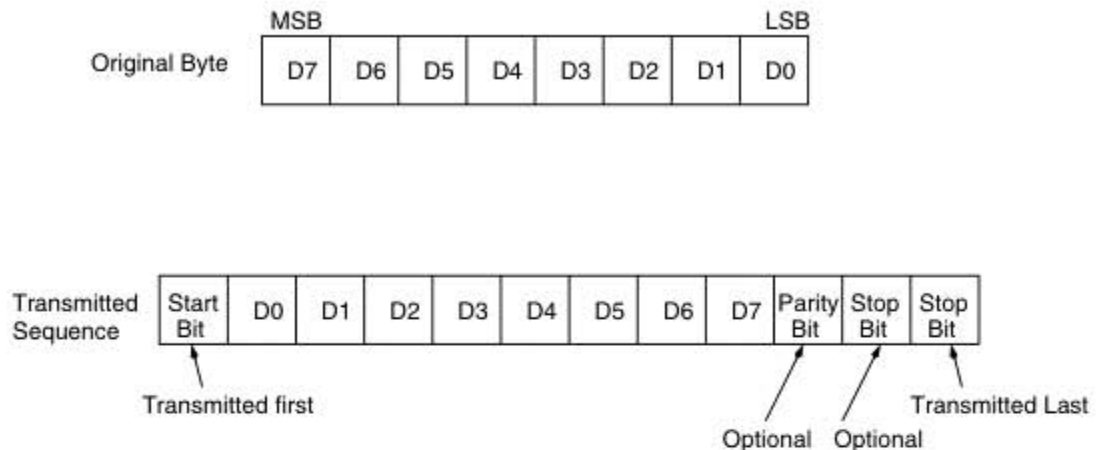 MSB LSB
Original Byte D7 D6 D5 D4 D3 D2 D1 D0
Transmitted Sequence
Start Bit D0 D1 D2 D3 D4 D5 D6 D7 Parity Bit Stop Bit Stop Bit
Transmitted first Transmitted Last
Optional Optional